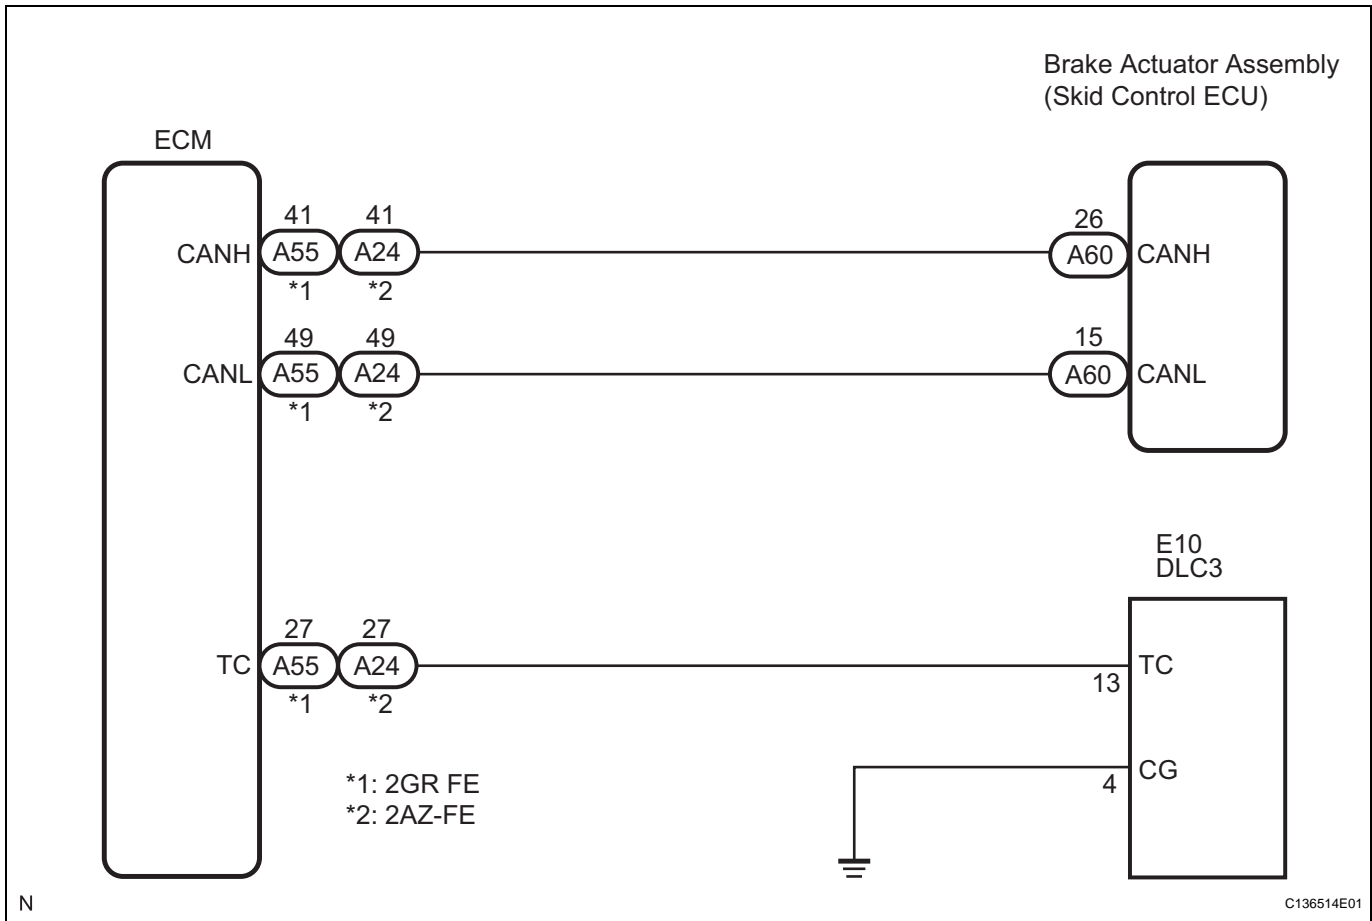 Brake Actuator Assembly
(Skid Control ECU)
ECM
41 41
26
CANH A55 A24 A60 CANH
*1 *2
49 49
15
CANL A55 A24 A60 CANL
*1 *2
E10
DLC3
27 27
TC A55 A24 TC
13
*1 *2
CG
4
*1: 2GR FE
*2: 2AZ-FE
N
C136514E01